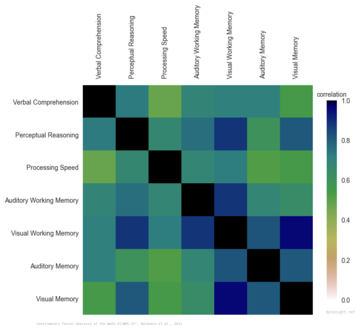 Verbal Comprehension
Perceptual Reasoning
Processing Speed
Auditory Working Memory
Visual Working Memory
Auditory Memory
Visual Memory
correlation
Verbal Comprehension
Perceptual Reasoning
Processing Speed
Auditory Working Memory
Visual Working Memory
Auditory Memory
Visual Memory
1.0
0.8
0.6
0.4
0.2
0.0